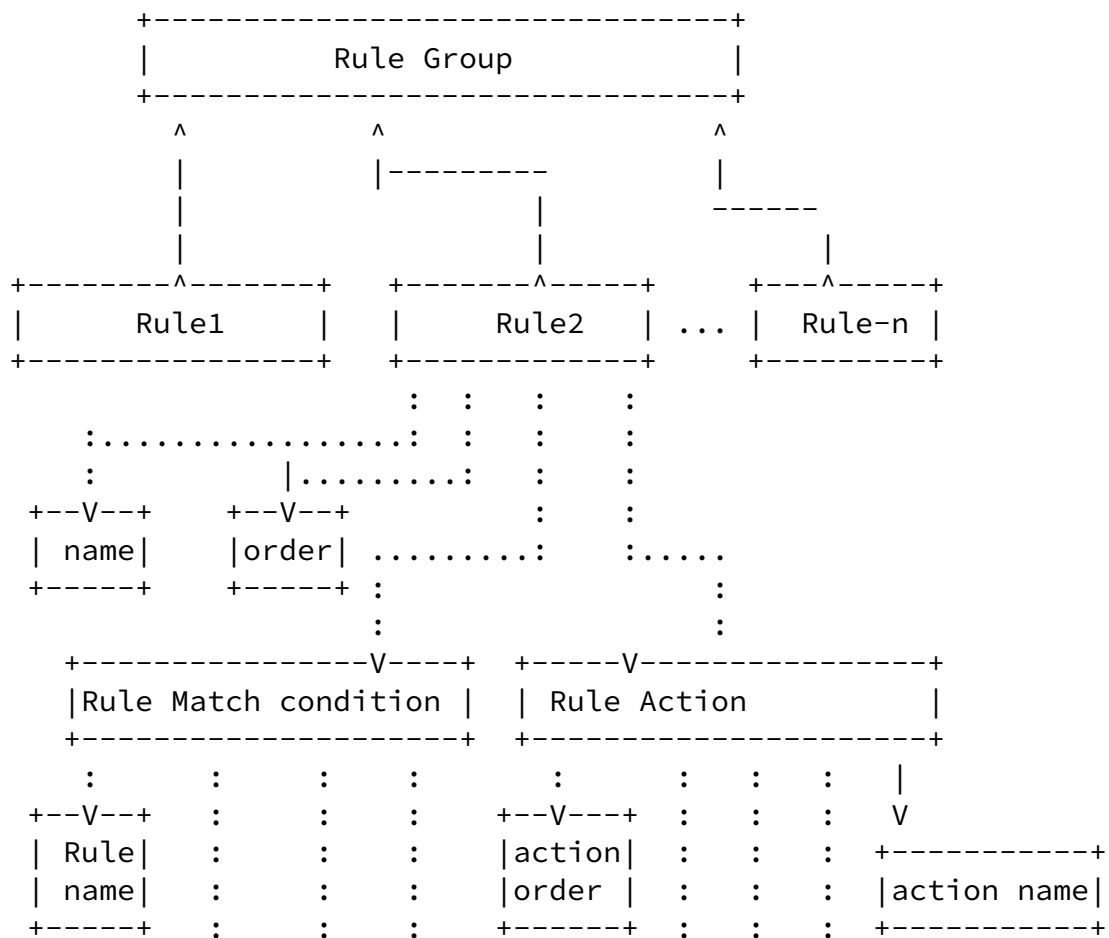 Rule Group
Rule1 Rule2 ... Rule-n
name order
Rule Match condition Rule Action
Rule action
name order action name